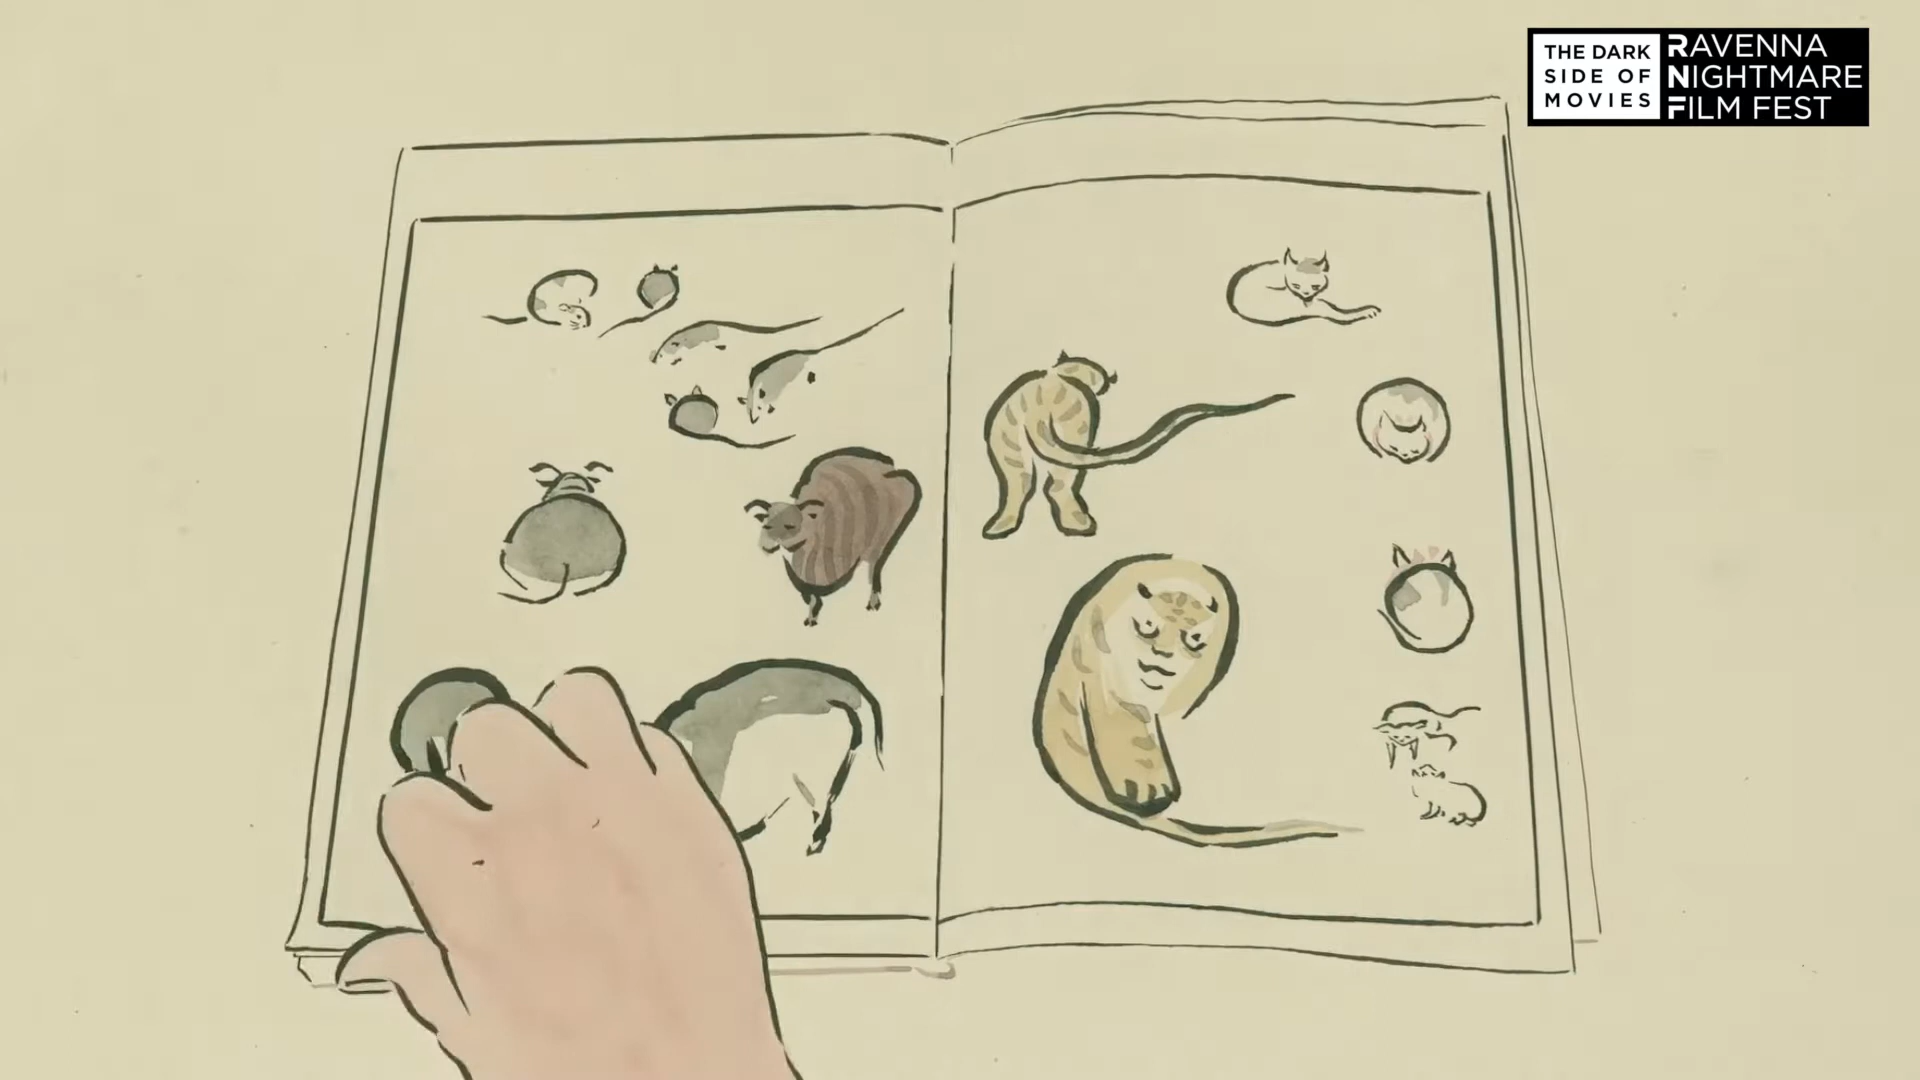 THE DARK
SIDE OF
MOVIES
RAVENNA
NIGHTMARE
FILM FEST